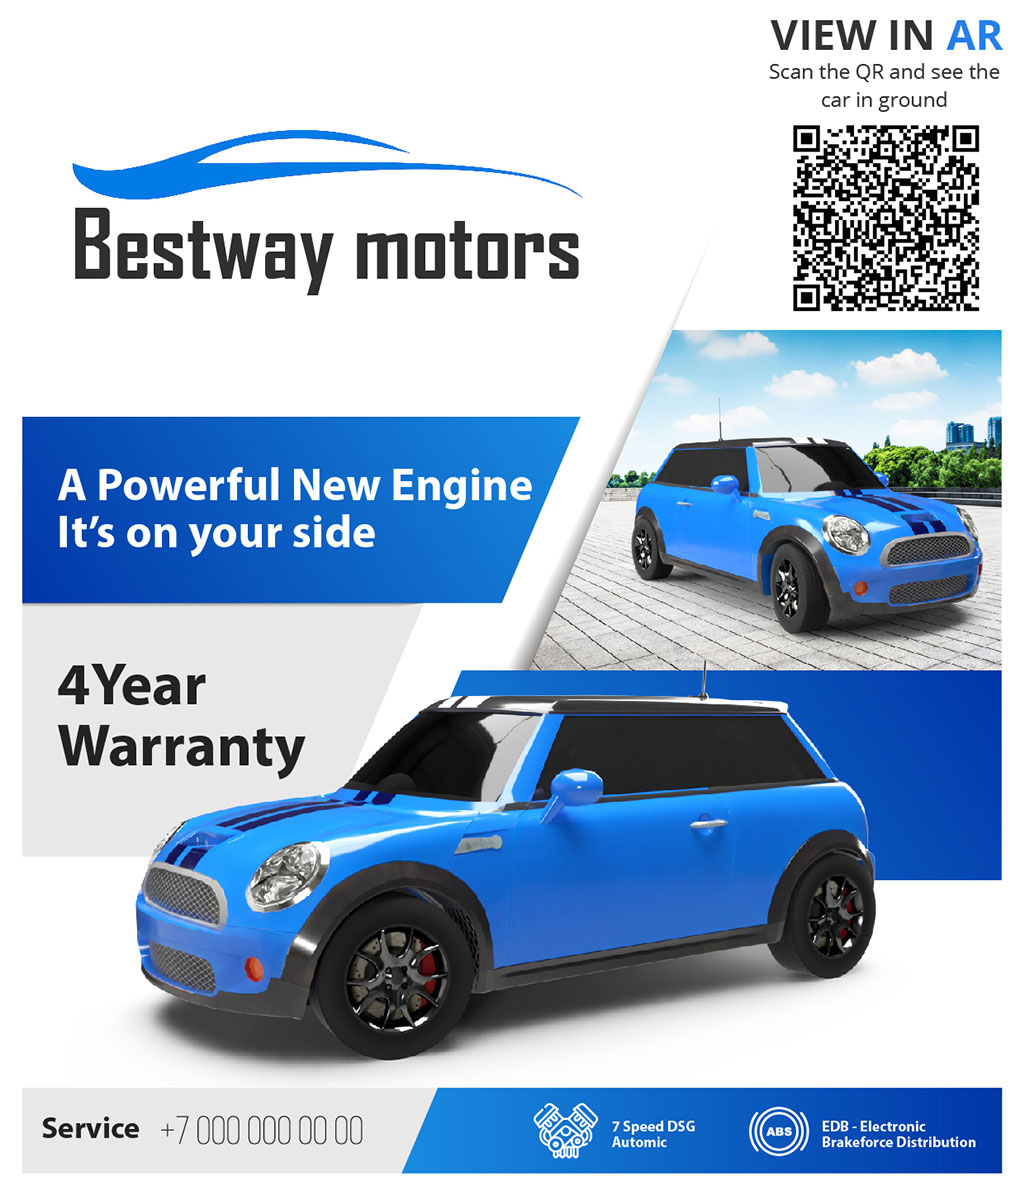 VIEW IN AR
Scan the QR and see the
car in ground
Bestway motors
A Powerful New Engine
It’s on your side
4Year
Warranty
Service +7 000 000 00 00
7 Speed DSG
Automic
ABS
EDB - Electronic
Brakeforce Distribution